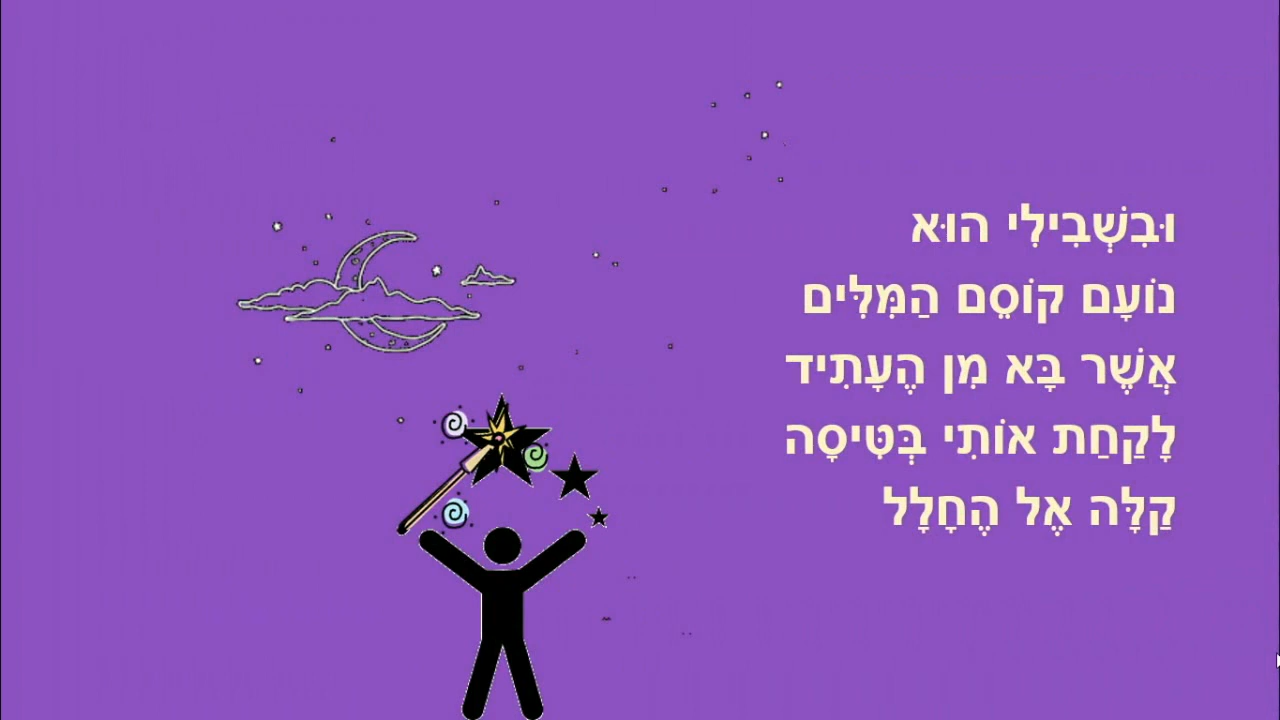 וּבִשְׁבִילִי הוּא
נוֹעָם קוֹסֵם הַמִּלִּים
אֲשֶׁר בָּא מִן הֶעָתִיד
לָקַחַת אוֹתִי בְּטִּיסָה
קַלָּה אֶל הֶחָלָל